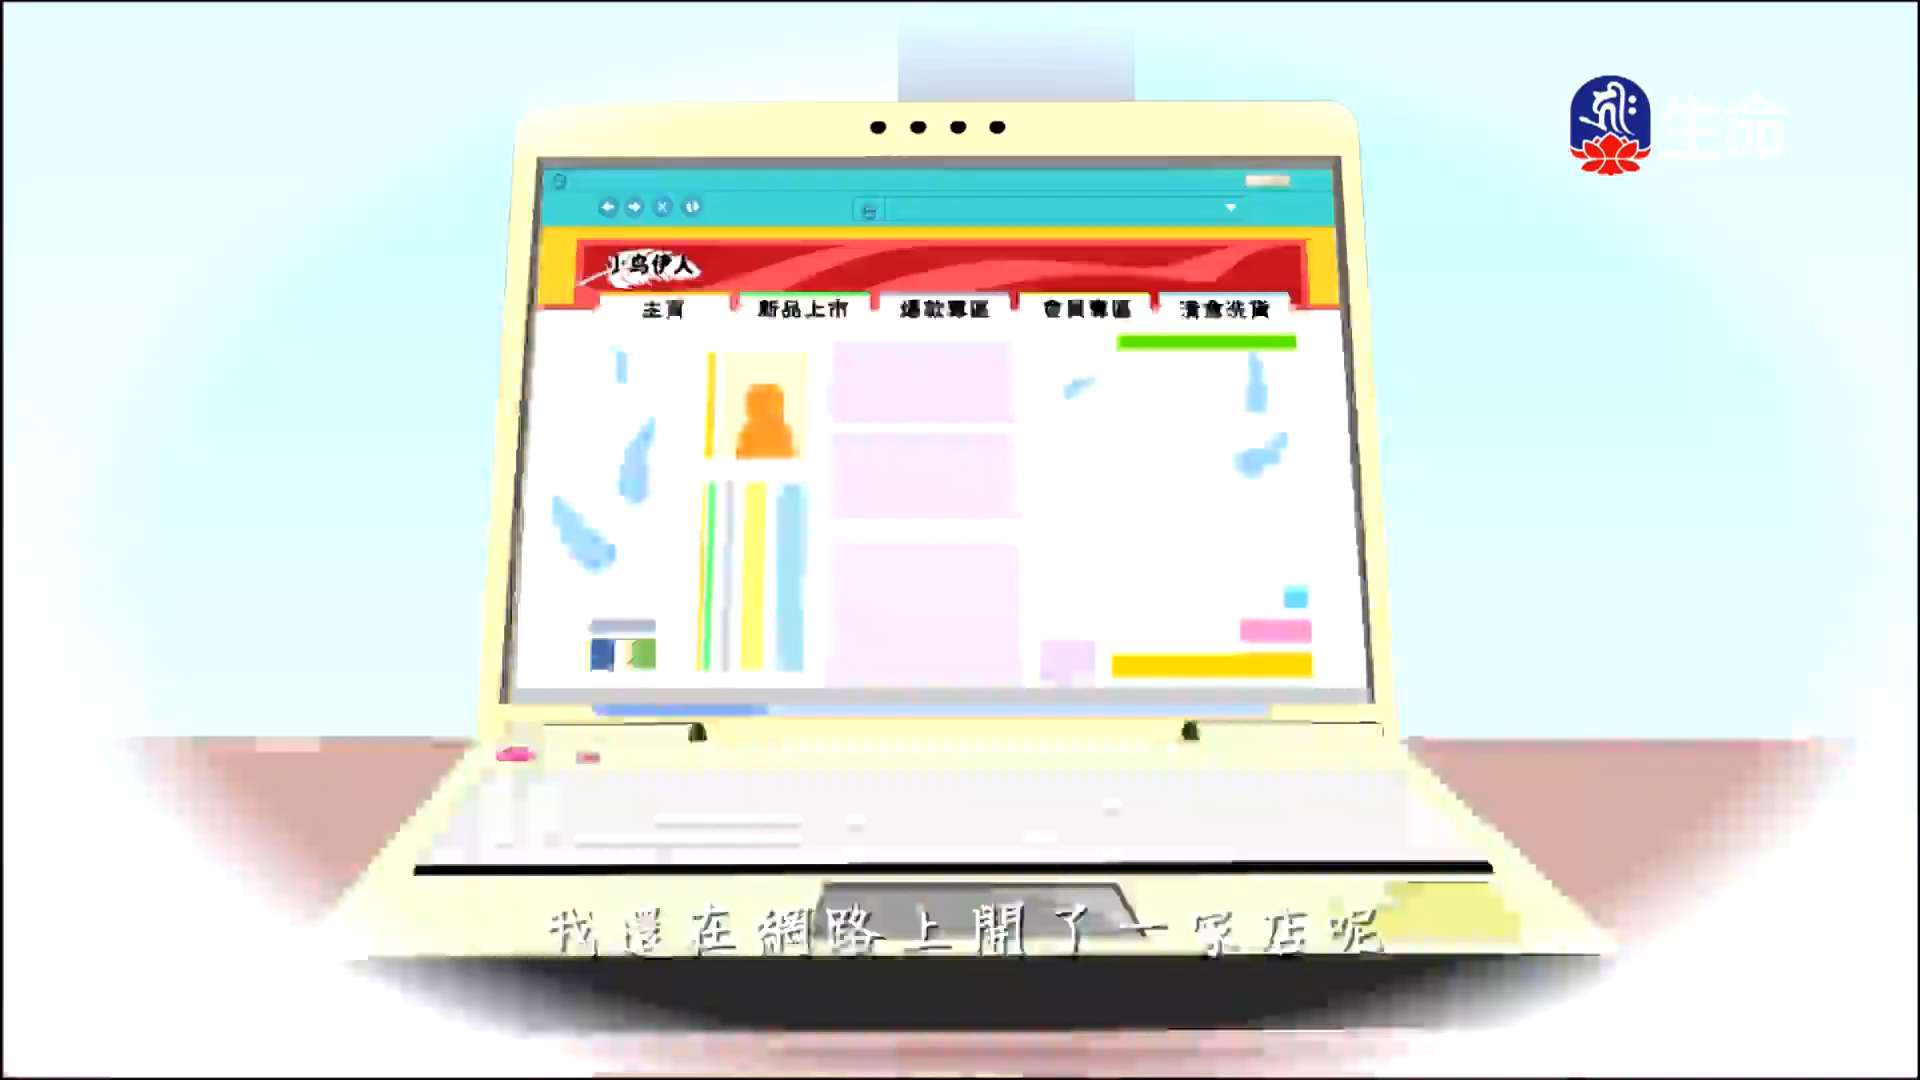 生命
小鸟伊人
主頁
新品上市
爆款專區
會員專區
清倉洗貨
我還在網路上開了一家店呢